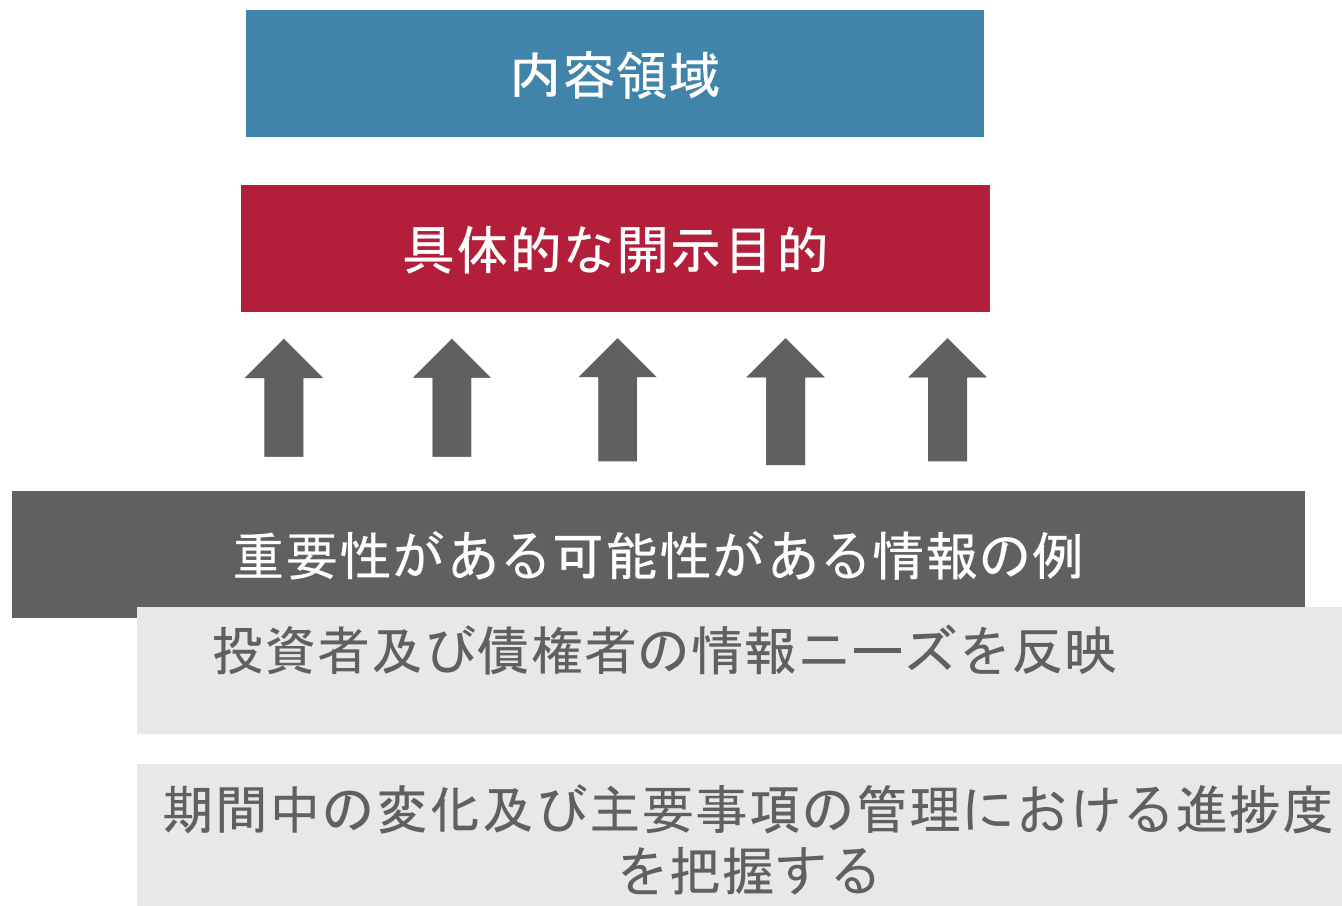 内容領域
具体的な開示目的
重要性がある可能性がある情報の例
投資者及び債権者の情報ニーズを反映
期間中の変化及び主要事項の管理における進捗度
を把握する